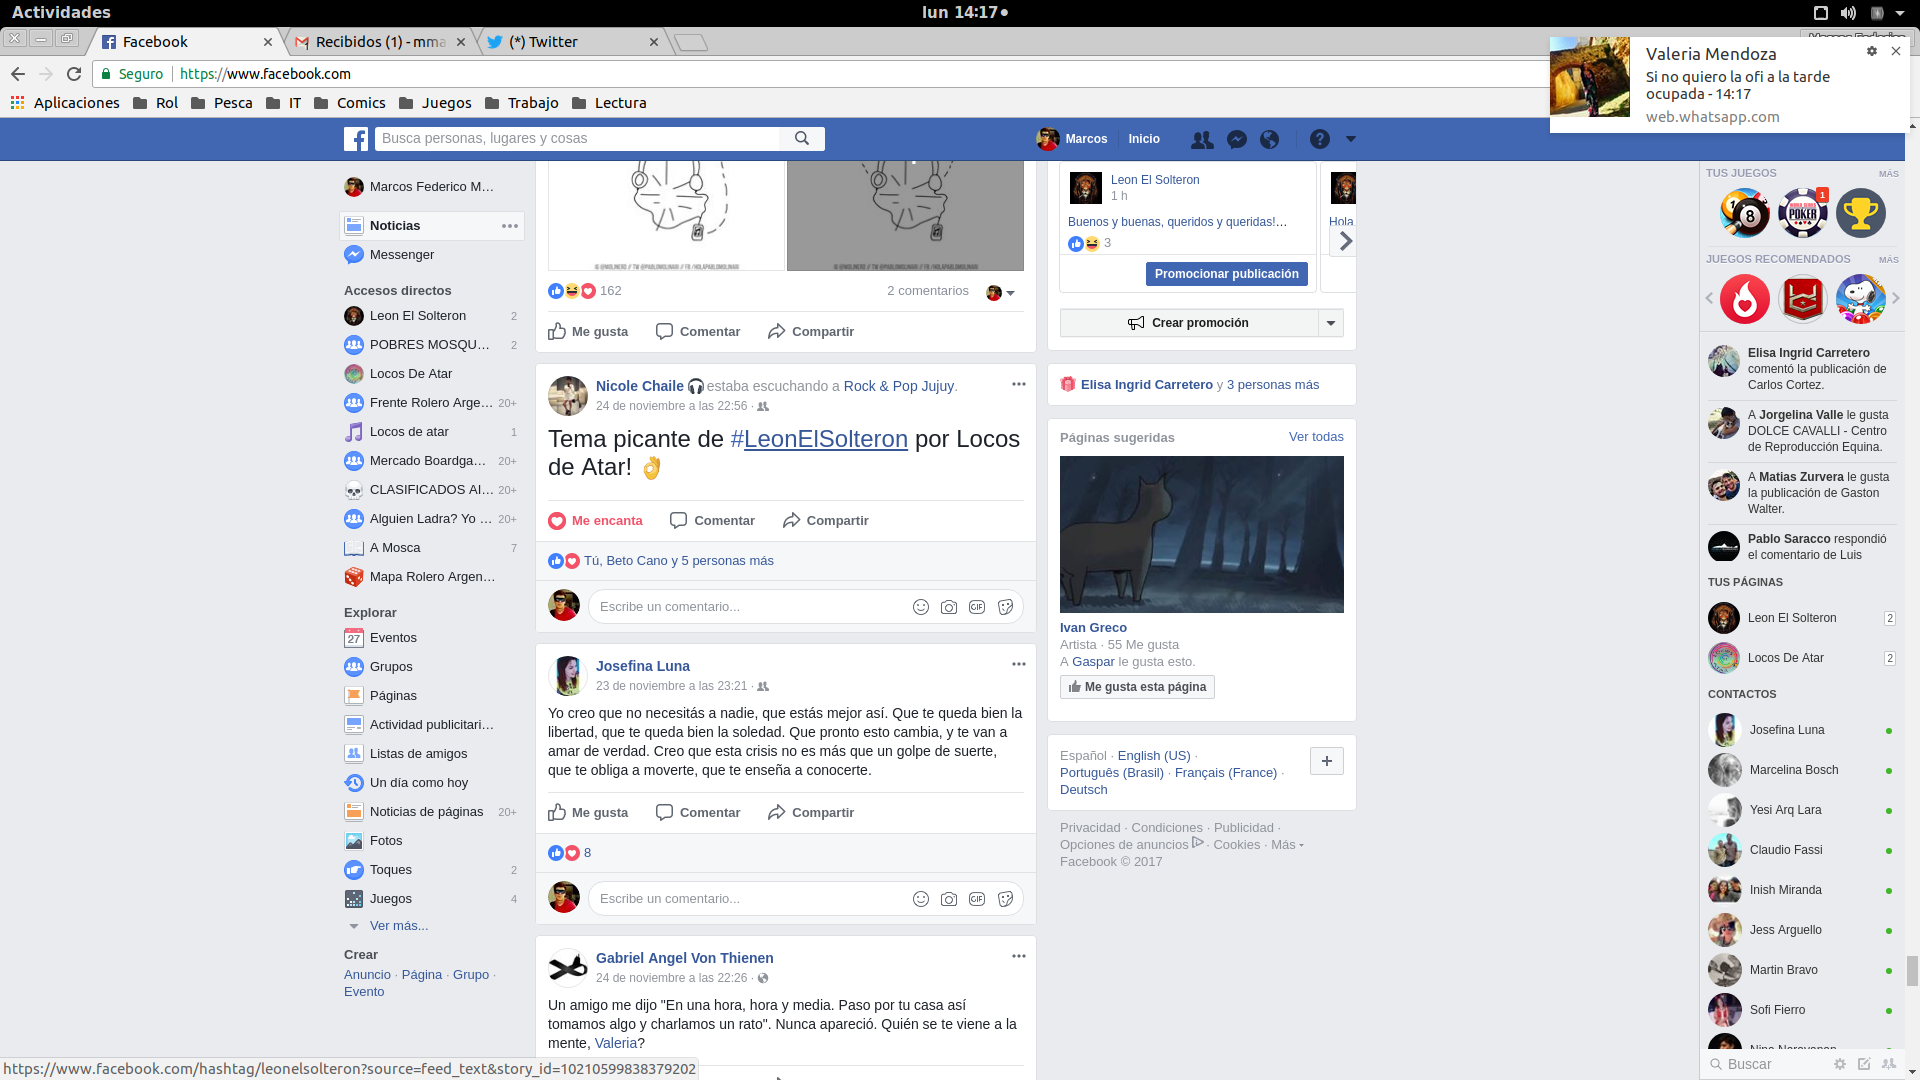 Actividades
lun 14:17
Facebook
Recibidos (1) - mma
(*) Twitter
Seguro
https://www.facebook.com
Aplicaciones
Rol
Pesca
IT
Comics
Juegos
Trabajo
Lectura
Valeria Mendoza
Si no quiero la ofi a la tarde
ocupada - 14:17
web.whatsapp.com
Busca personas, lugares y cosas
Marcos
Inicio
Marcos Federico M…
Noticias
Messenger
Accesos directos
Leon El Solteron 2
POBRES MOSQU… 2
Locos De Atar
Frente Rolero Arge… 20+
Locos de atar 1
Mercado Boardga… 20+
CLASIFICADOS Al… 20+
Alguien Ladra? Yo … 20+
A Mosca 7
Mapa Rolero Argen…
Explorar
27 Eventos
Grupos
Páginas
Actividad publicitari…
Listas de amigos
Un día como hoy
Noticias de páginas 20+
Fotos
Toques 2
Juegos 4
Ver más...
Crear
Anuncio · Página · Grupo ·
Evento
162
2 comentarios
Me gusta Comentar Compartir
Nicole Chaile estaba escuchando a Rock & Pop Jujuy.
24 de noviembre a las 22:56 ·
Tema picante de #LeonElSolteron por Locos
de Atar!
Me encanta Comentar Compartir
Tú, Beto Cano y 5 personas más
Escribe un comentario...
GIF
Josefina Luna
23 de noviembre a las 23:21 ·
Yo creo que no necesitás a nadie, que estás mejor así. Que te queda bien la
libertad, que te queda bien la soledad. Que pronto esto cambia, y te van a
amar de verdad. Creo que esta crisis no es más que un golpe de suerte,
que te obliga a moverte, que te enseña a conocerte.
Me gusta Comentar Compartir
8
Escribe un comentario...
GIF
Gabriel Angel Von Thienen
24 de noviembre a las 22:26 ·
Un amigo me dijo "En una hora, hora y media. Paso por tu casa así
tomamos algo y charlamos un rato". Nunca apareció. Quién se te viene a la
mente, Valeria?
Leon El Solteron
1 h
Buenos y buenas, queridos y queridas!…
Hola
3
Promocionar publicación
Crear promoción
Elisa Ingrid Carretero y 3 personas más
Páginas sugeridas
Ver todas
Ivan Greco
Artista · 55 Me gusta
A Gaspar le gusta esto.
Me gusta esta página
Español · English (US) ·
Português (Brasil) · Français (France) ·
Deutsch
Privacidad · Condiciones · Publicidad ·
Opciones de anuncios · Cookies · Más
Facebook © 2017
TUS JUEGOS MÁS
8
POKER
1
JUEGOS RECOMENDADOS MÁS
Elisa Ingrid Carretero
comentó la publicación de
Carlos Cortez.
A Jorgelina Valle le gusta
DOLCE CAVALLI - Centro
de Reproducción Equina.
A Matias Zurvera le gusta
la publicación de Gaston
Walter.
Pablo Saracco respondió
el comentario de Luis
TUS PÁGINAS
Leon El Solteron 2
Locos De Atar 2
CONTACTOS
Josefina Luna
Marcelina Bosch
Yesi Arq Lara
Claudio Fassi
Inish Miranda
Jess Arguello
Martin Bravo
Sofi Fierro
Buscar
https://www.facebook.com/hashtag/leonelsolteron?source=feed_text&story_id=10210599838379202